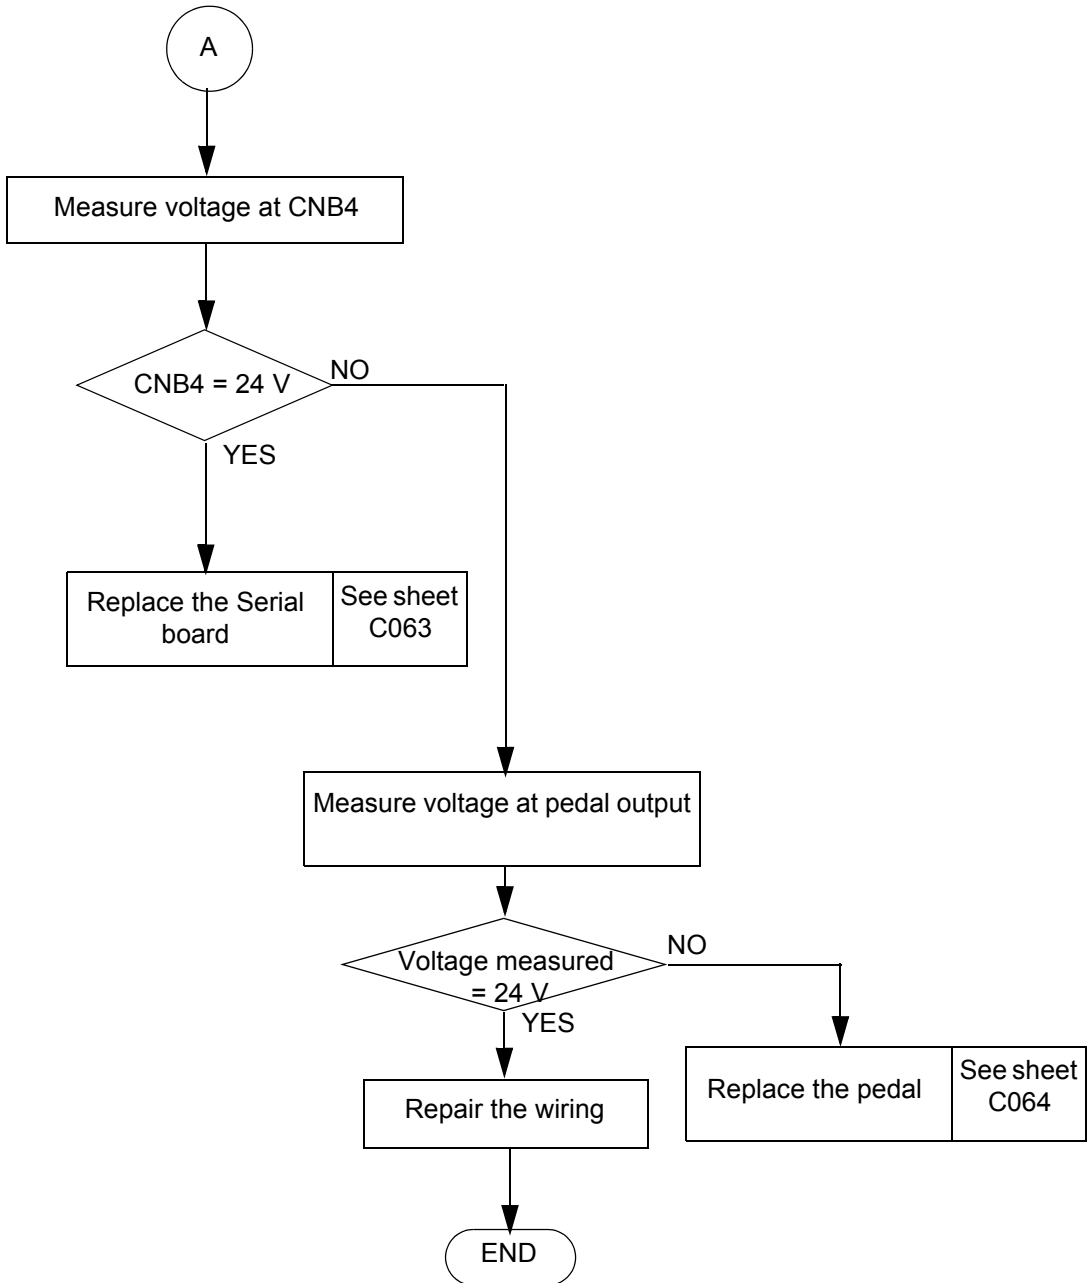 A
Measure voltage at CNB4
CNB4 = 24 V
NO
YES
Replace the Serial
board
See sheet
C063
Measure voltage at pedal output
Voltage measured
= 24 V
NO
YES
Repair the wiring
Replace the pedal
See sheet
C064
END